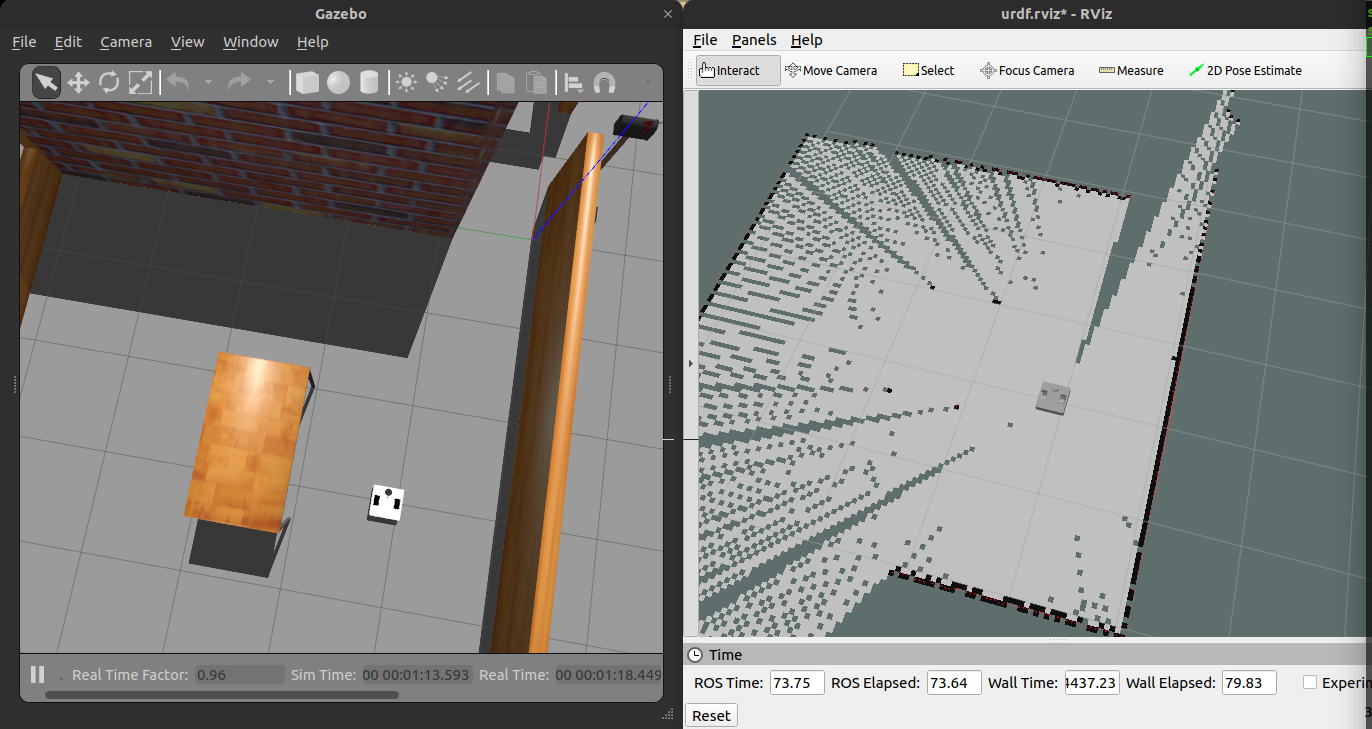 Gazebo
File Edit Camera View Window Help
Real Time Factor: 0.96 Sim Time: 00 00:01:13.593 Real Time: 00 00:01:18.449
urdf.rviz* - RViz
File Panels Help
Interact Move Camera Select Focus Camera Measure 2D Pose Estimate
Time
ROS Time: 73.75 ROS Elapsed: 73.64 Wall Time: 4437.23 Wall Elapsed: 79.83 Experin
Reset